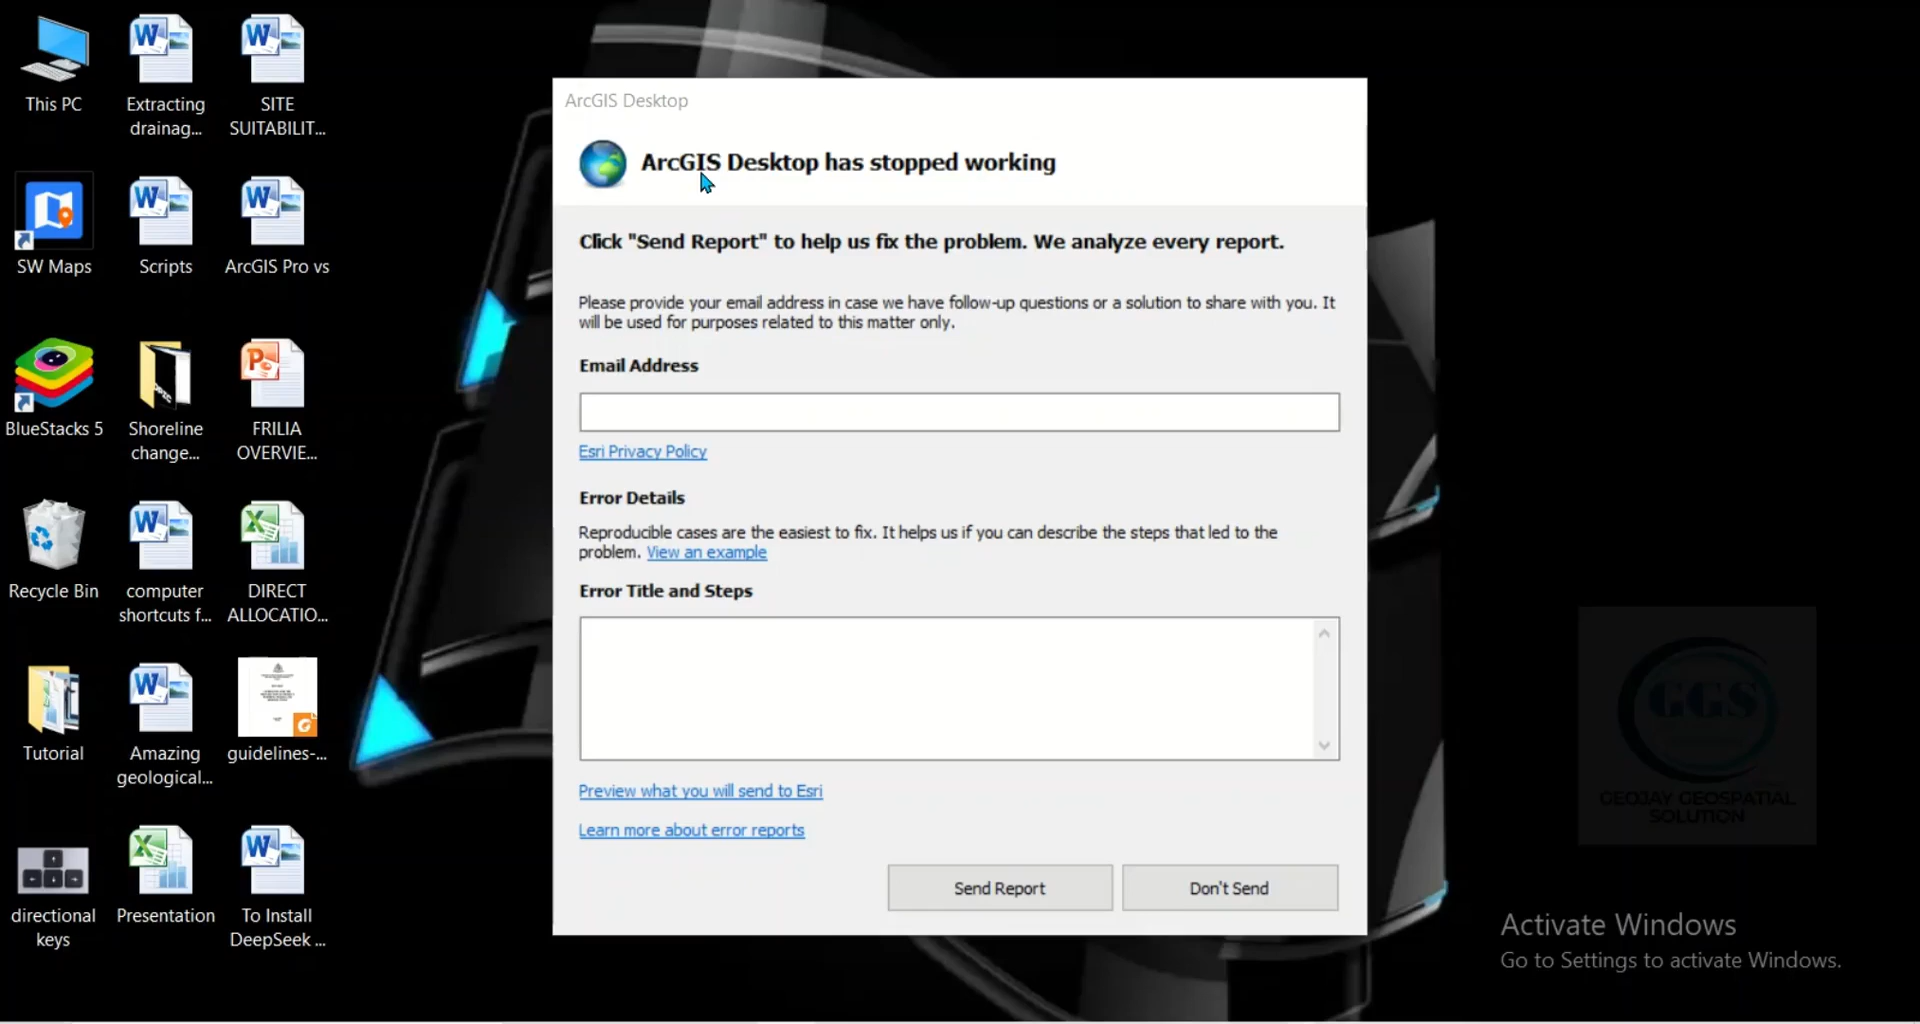 This PC
Extracting
drainag...
SITE
SUITABILIT...
SW Maps
Scripts
ArcGIS Pro vs
BlueStacks 5
Shoreline
change...
FRILIA
OVERVIE...
Recycle Bin
computer
shortcuts f...
DIRECT
ALLOCATIO...
Tutorial
Amazing
geological...
guidelines-...
directional
keys
Presentation
To Install
DeepSeek ...
ArcGIS Desktop
ArcGIS Desktop has stopped working
Click "Send Report" to help us fix the problem. We analyze every report.
Please provide your email address in case we have follow-up questions or a solution to share with you. It
will be used for purposes related to this matter only.
Email Address
Esri Privacy Policy
Error Details
Reproducible cases are the easiest to fix. It helps us if you can describe the steps that led to the
problem. View an example
Error Title and Steps
Preview what you will send to Esri
Learn more about error reports
Send Report
Don't Send
GGS
GEOJAY GEOSPATIAL
SOLUTION
Activate Windows
Go to Settings to activate Windows.